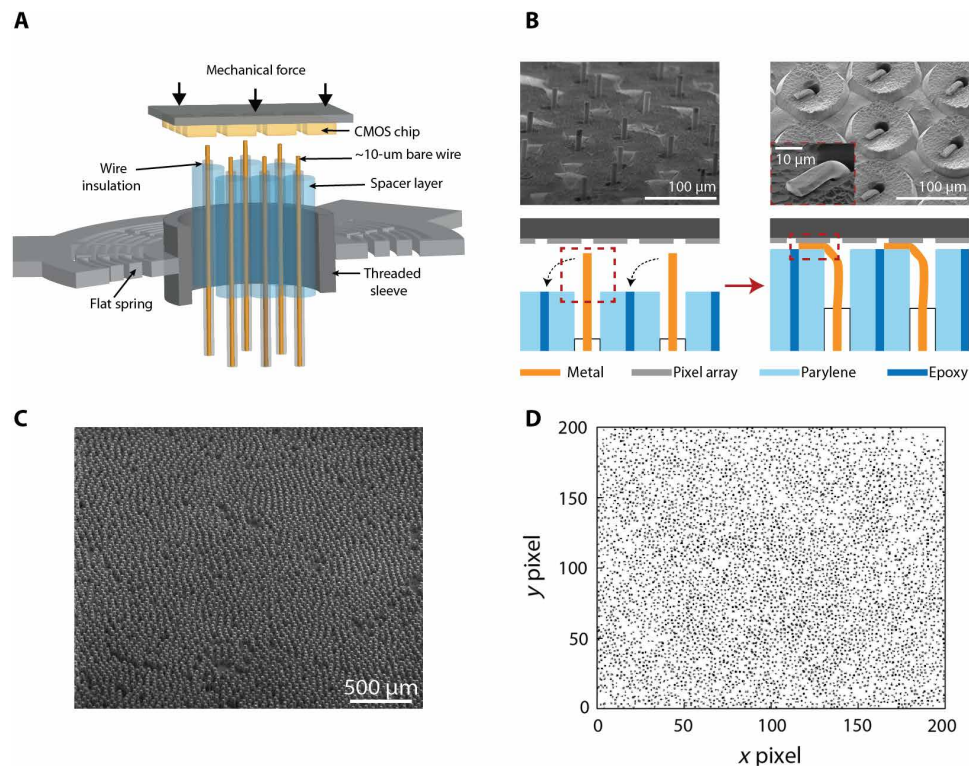 A
Mechanical force
CMOS chip
Wire
insulation
~10-um bare wire
Spacer layer
Threaded
sleeve
Flat spring
B
100 µm
10 µm
100 µm
Metal
Pixel array
Parylene
Epoxy
C
500 µm
D
200
150
100
50
0
0
50
100
150
200
y pixel
x pixel